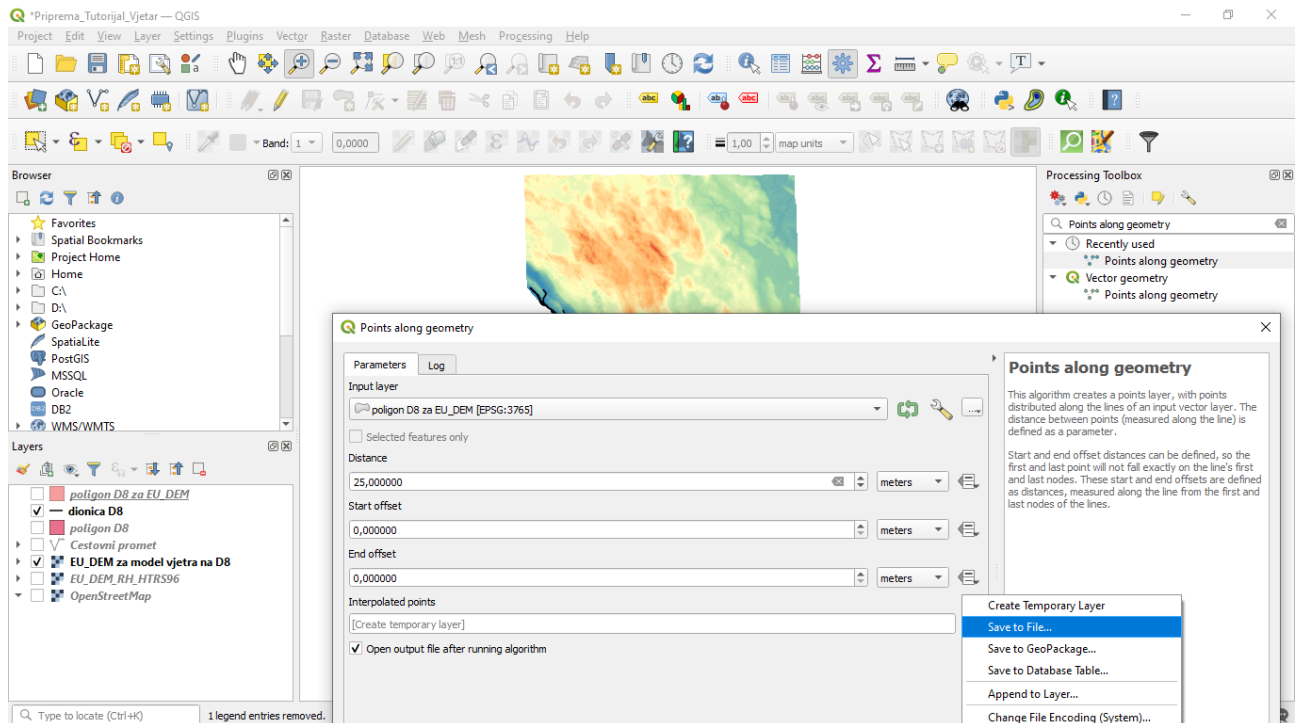 *Priprema_Tutorijal_Vjetar — QGIS
Project Edit View Layer Settings Plugins Vector Raster Database Web Mesh Processing Help
abc abc abc
Band: 1 0,0000 1,00 map units
Browser
Favorites
Spatial Bookmarks
Project Home
Home
C:\
D:\
GeoPackage
SpatiaLite
PostGIS
MSSQL
Oracle
DB2 DB2
WMS/WMTS
Layers
poligon D8 za EU_DEM
dionica D8
poligon D8
Cestovni promet
EU_DEM za model vjetra na D8
EU_DEM_RH_HTRS96
OpenStreetMap
Type to locate (Ctrl+K) 1 legend entries removed.
Processing Toolbox
Points along geometry
Recently used
Points along geometry
Vector geometry
Points along geometry
Points along geometry
Parameters Log
Input layer
poligon D8 za EU_DEM [EPSG:3765]
Selected features only
Distance
25,000000 meters
Start offset
0,000000 meters
End offset
0,000000 meters
Interpolated points
[Create temporary layer]
Open output file after running algorithm
Points along geometry
This algorithm creates a points layer, with points
distributed along the lines of an input vector layer. The
distance between points (measured along the line) is
defined as a parameter.
Start and end offset distances can be defined, so the
first and last point will not fall exactly on the line's first
and last nodes. These start and end offsets are defined
as distances, measured along the line from the first and
last nodes of the lines.
Create Temporary Layer
Save to File...
Save to GeoPackage...
Save to Database Table...
Append to Layer...
Change File Encoding (System)...